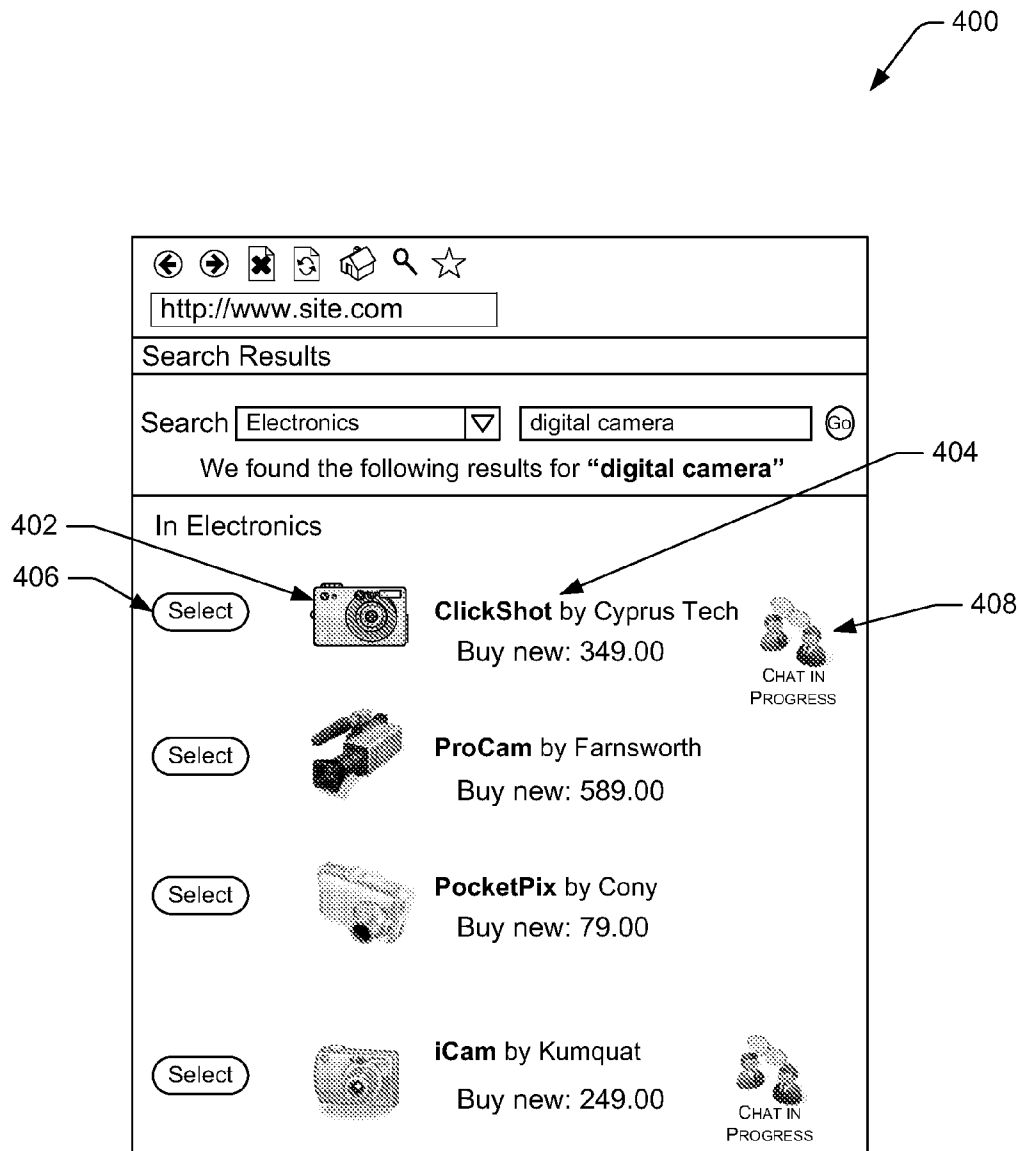 400
http://www.site.com
Search Results
Search Electronics digital camera Go
We found the following results for “digital camera”
404
402
In Electronics
406
Select
ClickShot by Cyprus Tech
408
Buy new: 349.00
CHAT IN
PROGRESS
Select
ProCam by Farnsworth
Buy new: 589.00
Select
PocketPix by Cony
Buy new: 79.00
Select
iCam by Kumquat
Buy new: 249.00
CHAT IN
PROGRESS